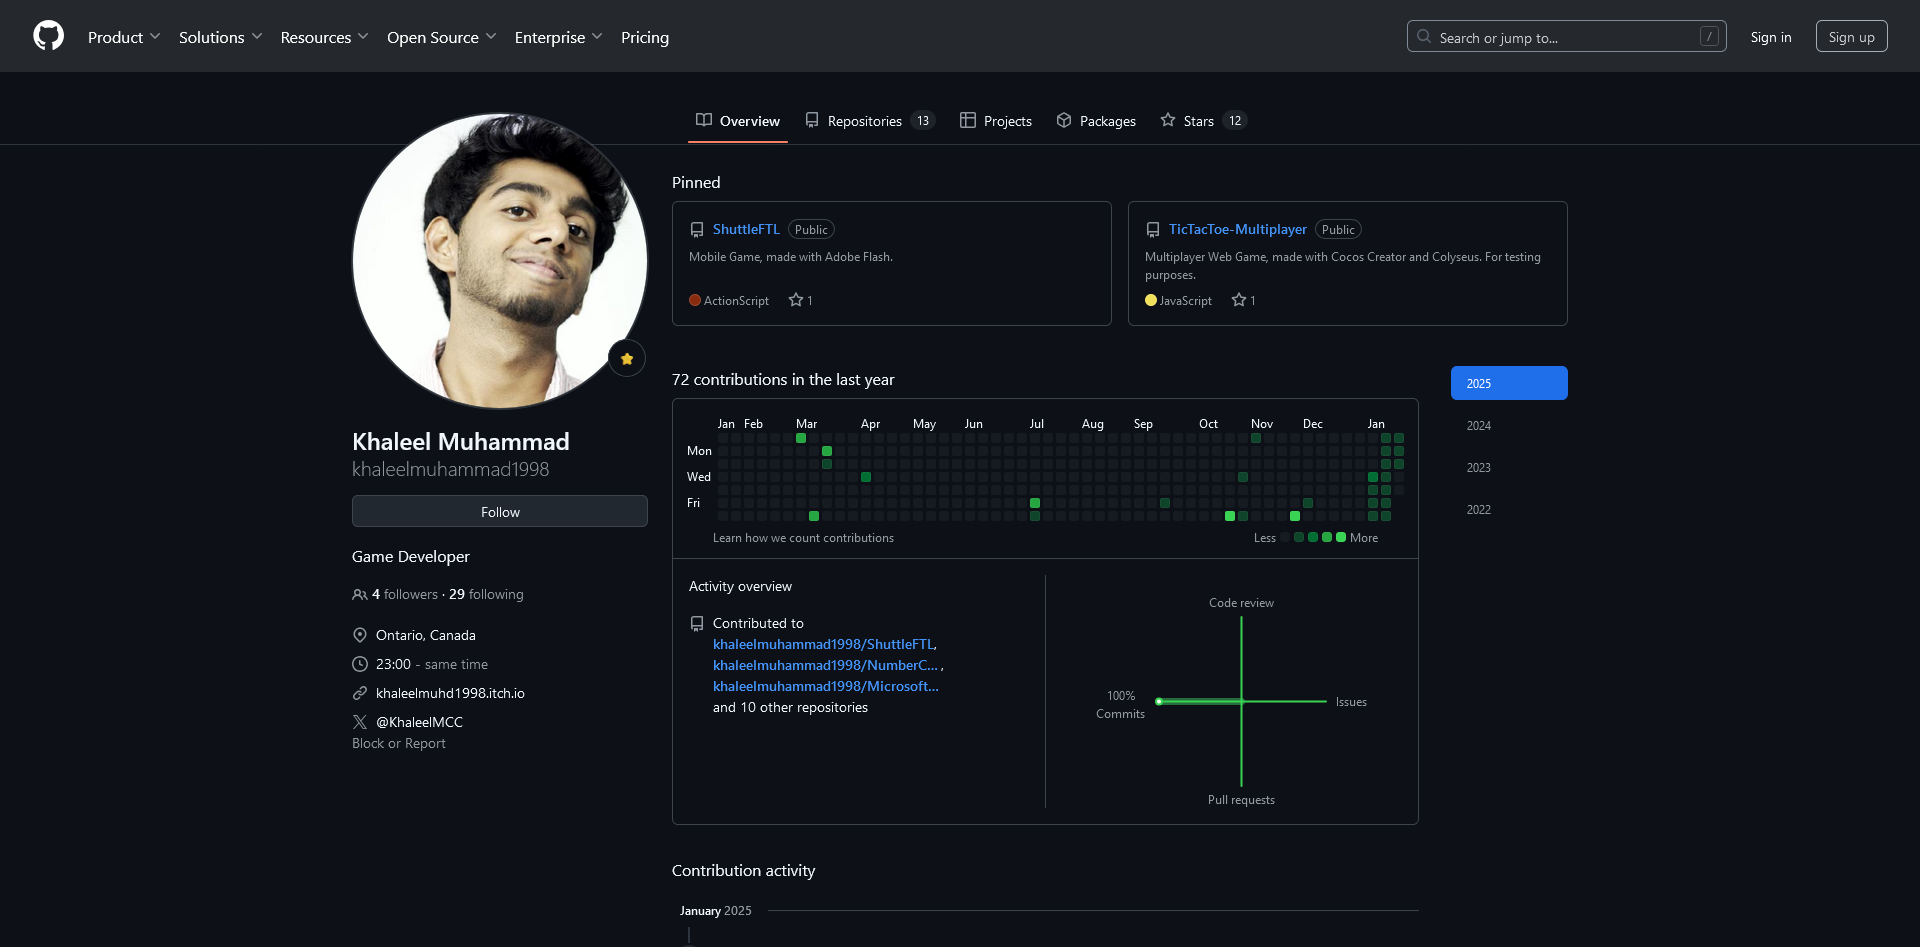 Product Solutions Resources Open Source Enterprise Pricing Search or jump to... / Sign in Sign up
Overview Repositories 13 Projects Packages Stars 12
Khaleel Muhammad
khaleelmuhammad1998
Follow
Game Developer
4 followers · 29 following
Ontario, Canada
23:00 - same time
khaleelmuhd1998.itch.io
@KhaleelMCC
Block or Report
Pinned
ShuttleFTL Public
Mobile Game, made with Adobe Flash.
ActionScript 1
TicTacToe-Multiplayer Public
Multiplayer Web Game, made with Cocos Creator and Colyseus. For testing
purposes.
JavaScript 1
72 contributions in the last year
Jan Feb Mar Apr May Jun Jul Aug Sep Oct Nov Dec Jan
Mon
Wed
Fri
Learn how we count contributions Less More
2025
2024
2023
2022
Activity overview
Contributed to
khaleelmuhammad1998/ShuttleFTL,
khaleelmuhammad1998/NumberC... ,
khaleelmuhammad1998/Microsoft...
and 10 other repositories
Code review
100%
Commits
Issues
Pull requests
Contribution activity
January 2025